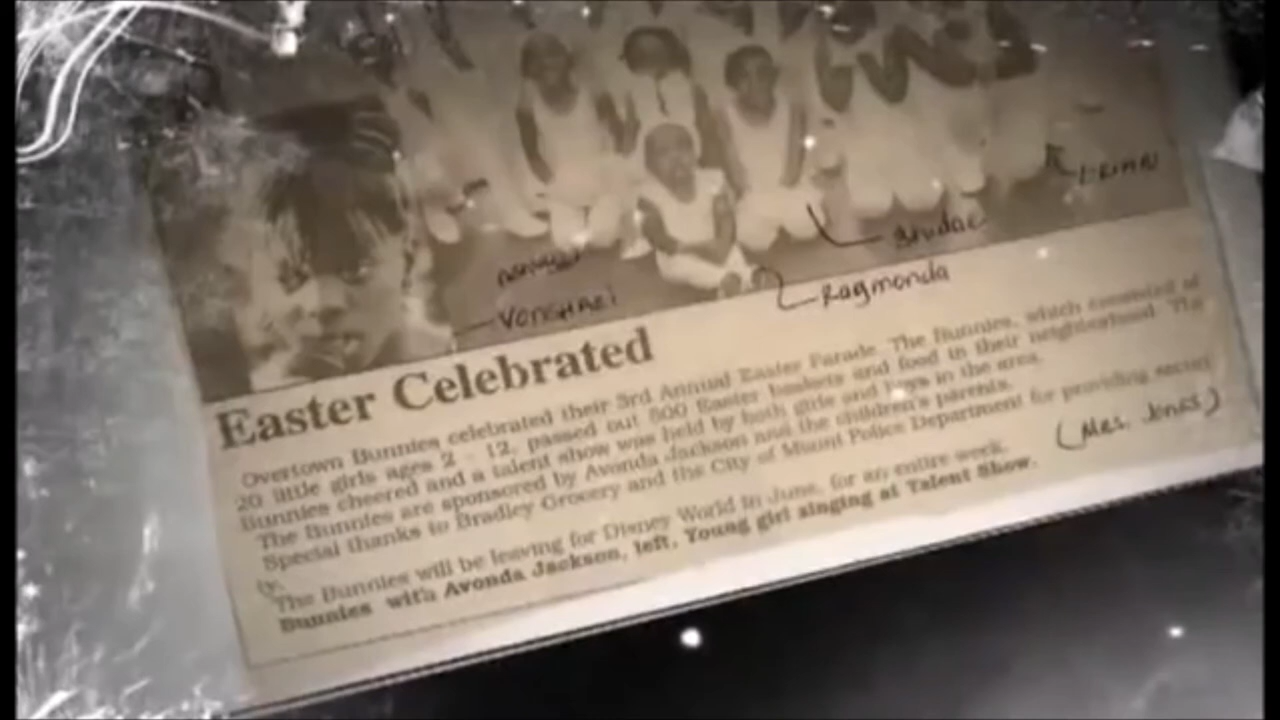 VONSHAEI
Bhudae
Ragmonda
Easter Celebrated
Overtown Bunnies celebrated their 3rd Annual Easter Parade. The Bunnies, which consisted of
20 little girls ages 2 - 12, passed out 500 Easter baskets and food in their neighborhood. The
Bunnies cheered and a talent show was held by both girls and boys in the area.
The Bunnies are sponsored by Avonda Jackson and the children's parents.
Special thanks to Bradley Grocery and the City of Miami Police Department for providing securi
ty.
(Mrs. Jones)
The Bunnies will be leaving for Disney World in June, for an entire week.
Bunnies with Avonda Jackson, left, Young girl singing at Talent Show.